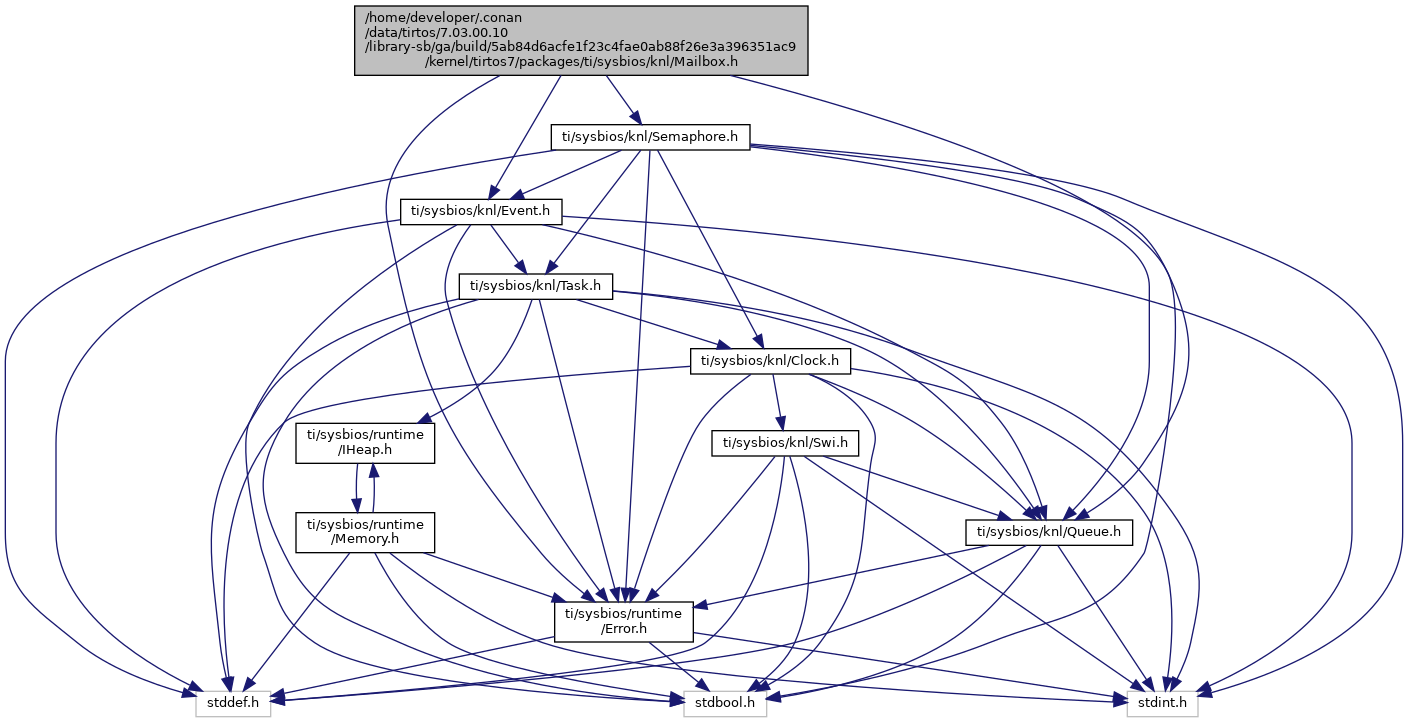 /home/developer/.conan
/data/tirtos/7.03.00.10
/library-sb/ga/build/5ab84d6acfe1f23c4fae0ab88f26e3a396351ac9
/kernel/tirtos7/packages/ti/sysbios/knl/Mailbox.h
ti/sysbios/knl/Semaphore.h
ti/sysbios/knl/Event.h
ti/sysbios/knl/Task.h
ti/sysbios/knl/Clock.h
ti/sysbios/runtime
/IHeap.h
ti/sysbios/knl/Swi.h
ti/sysbios/runtime
/Memory.h
ti/sysbios/knl/Queue.h
ti/sysbios/runtime
/Error.h
stddef.h
stdbool.h
stdint.h